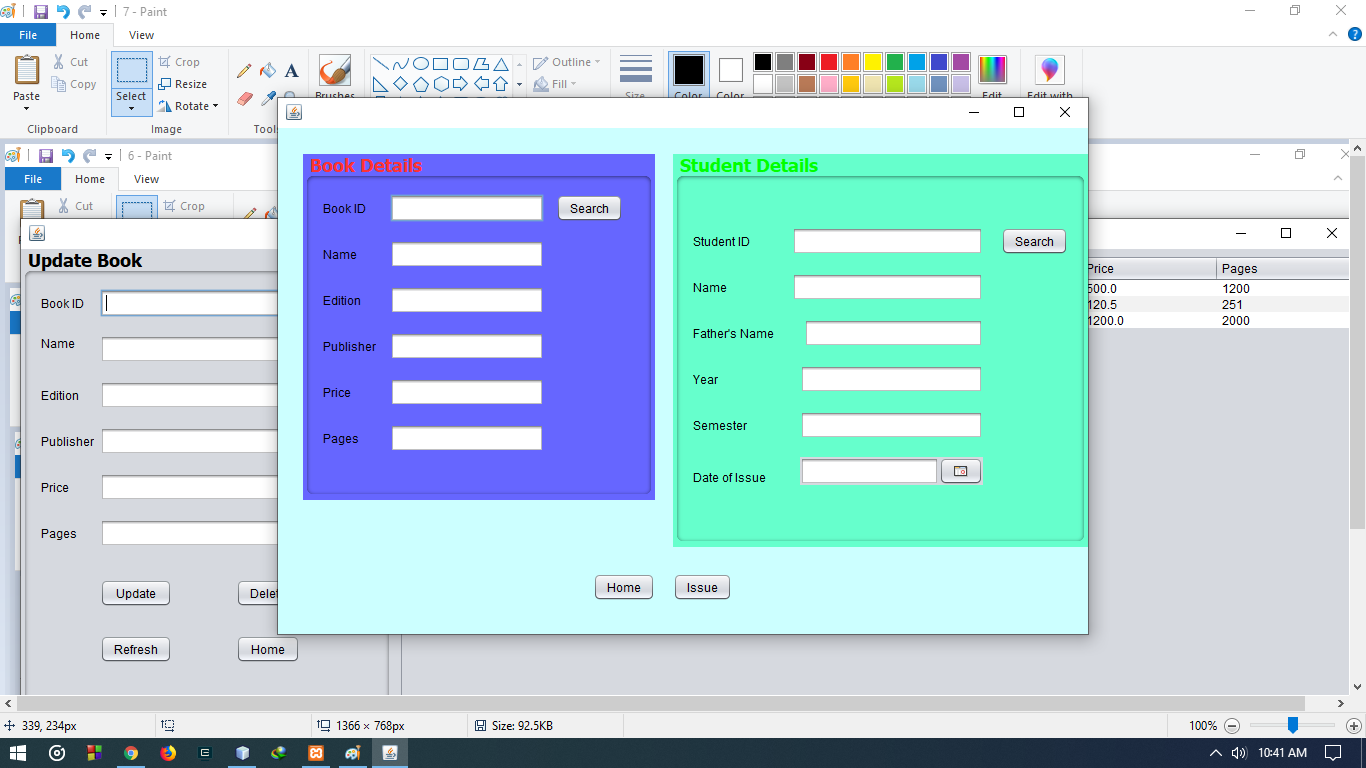 7 - Paint
File Home View
Paste Cut Copy
Select Crop Resize Rotate
Brushes
Outline
Fill
Size
Color Color Edit Edit with
Clipboard Image
6 - Paint
File Home View
Cut Crop
Update Book
Book ID
Name
Edition
Publisher
Price
Pages
Update
Refresh Home
Book Details
Book ID Search
Name
Edition
Publisher
Price
Pages
Student Details
Student ID Search
Name
Father's Name
Year
Semester
Date of Issue
Home Issue
Price Pages
500.0 1200
120.5 251
1200.0 2000
339, 234px 1366 × 768px Size: 92.5KB 100%
10:41 AM